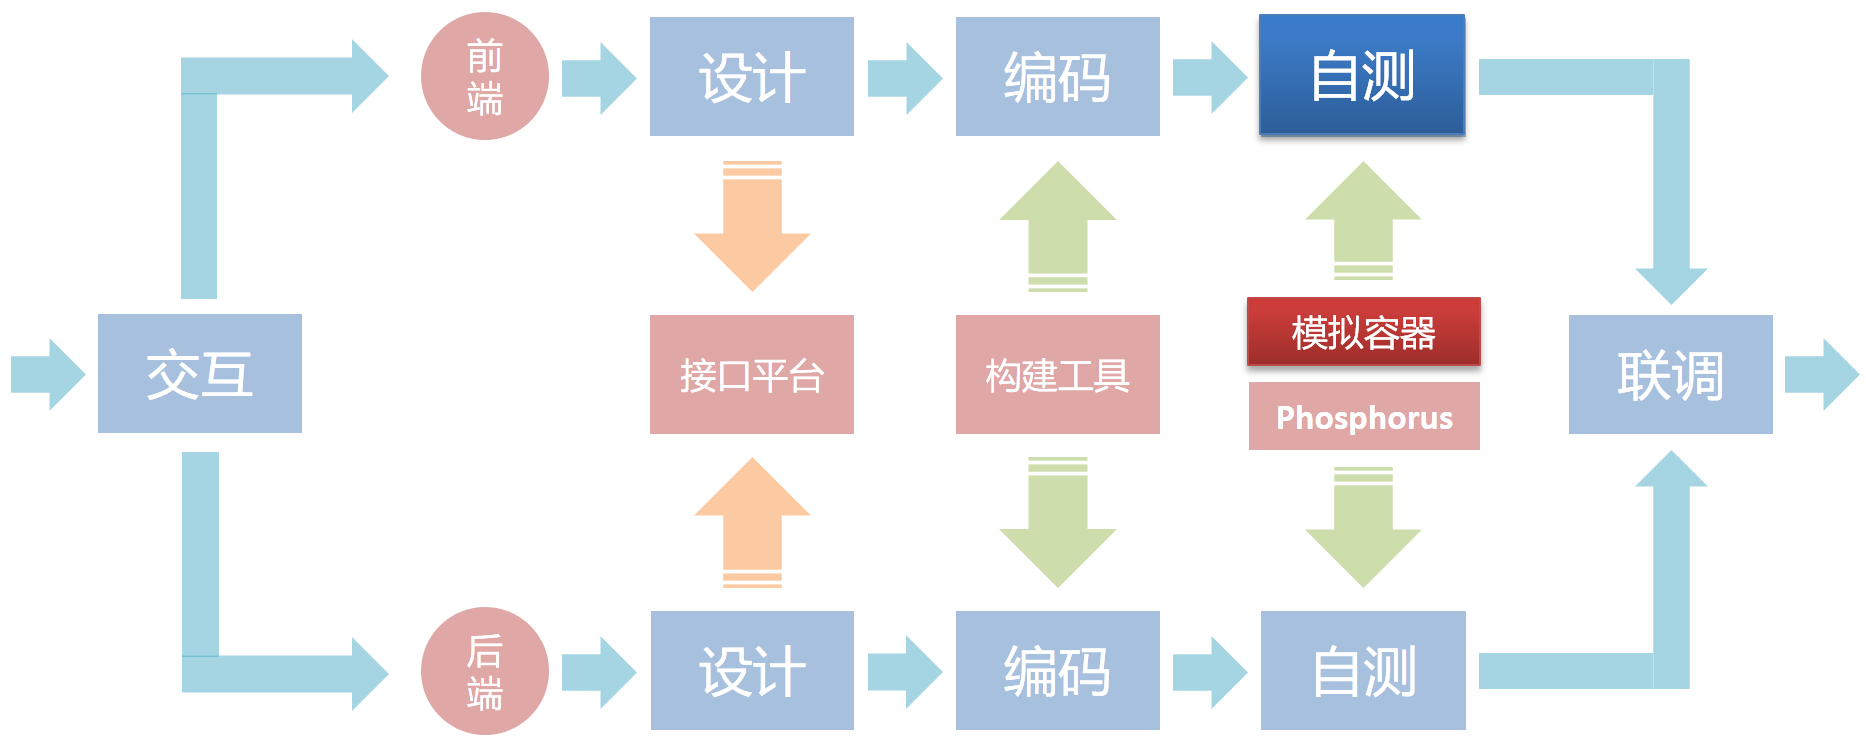 前
端
设计
编码
自测
交互
接口平台
构建工具
模拟容器
Phosphorus
联调
后
端
设计
编码
自测